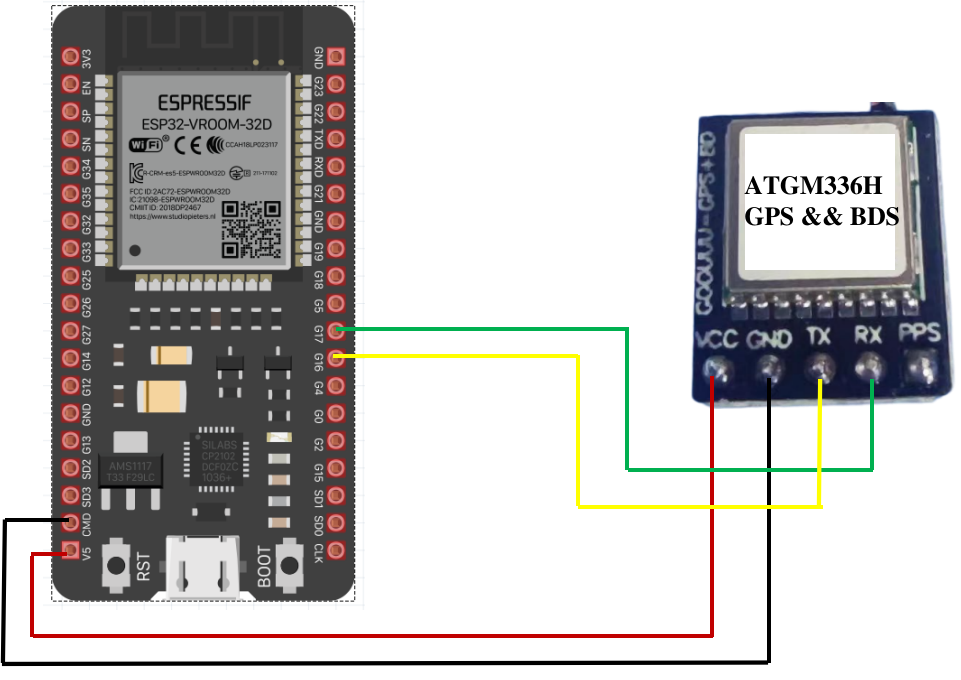 3V3
EN
SP
SN
G34
G35
G32
G33
G25
G26
G27
G14
G12
GND
G13
SD2
SD3
CMD
V5
ESPRESSIF
ESP32-VROOM-32D
WiFi® CE CCAH18LP023117
R-CRM-es5-ESPWROOM32D 211-171102
FCC ID:2AC72-ESPWROOM32D
IC:21098-ESPWROOM32D
CMIIT ID: 2018DP2467
https://www.studiopieters.nl
AMS1117
T33 F29LC
SILABS
CP2102
DCF0ZC
1036+
RST
BOOT
GND
G23
G22
TXD
RXD
G21
GND
G19
G18
G5
G17
G16
G4
G0
G2
G15
SD1
SD0
CLK
GOOUUU-GPS+BD
ATGM336H
GPS && BDS
VCC GND TX RX PPS